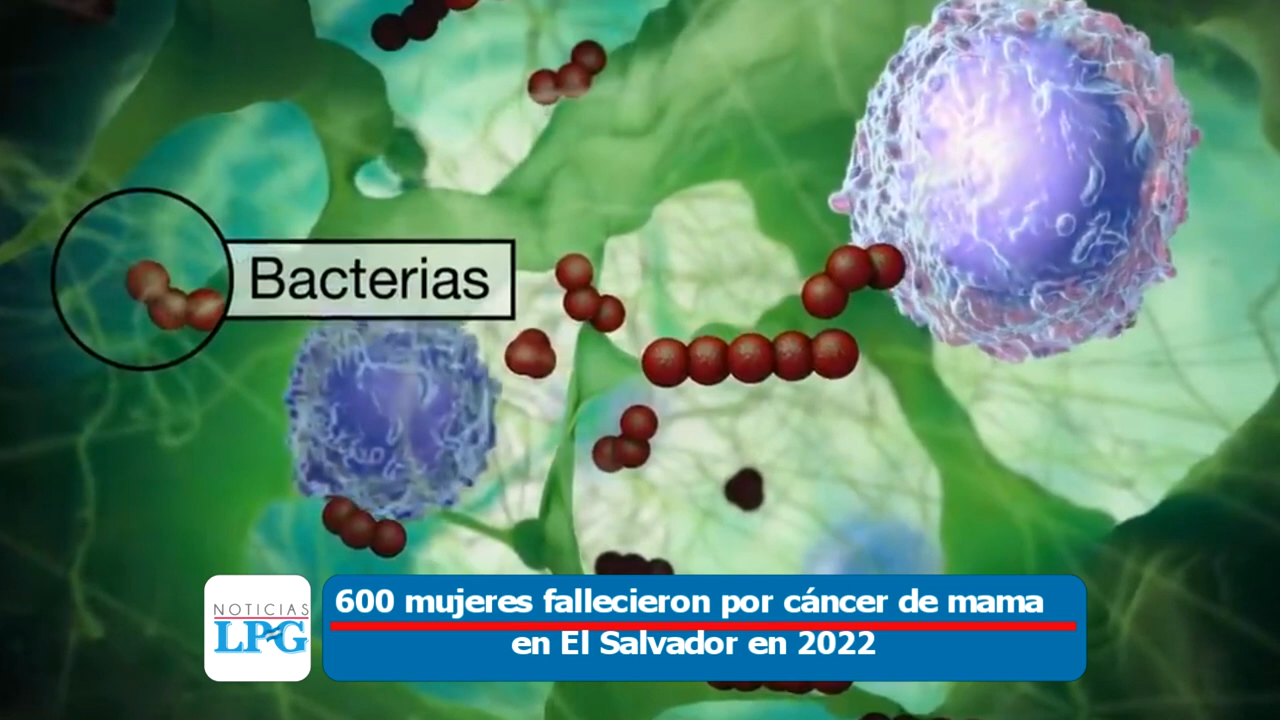 Bacterias
NOTICIAS
LPG
600 mujeres fallecieron por cáncer de mama
en El Salvador en 2022